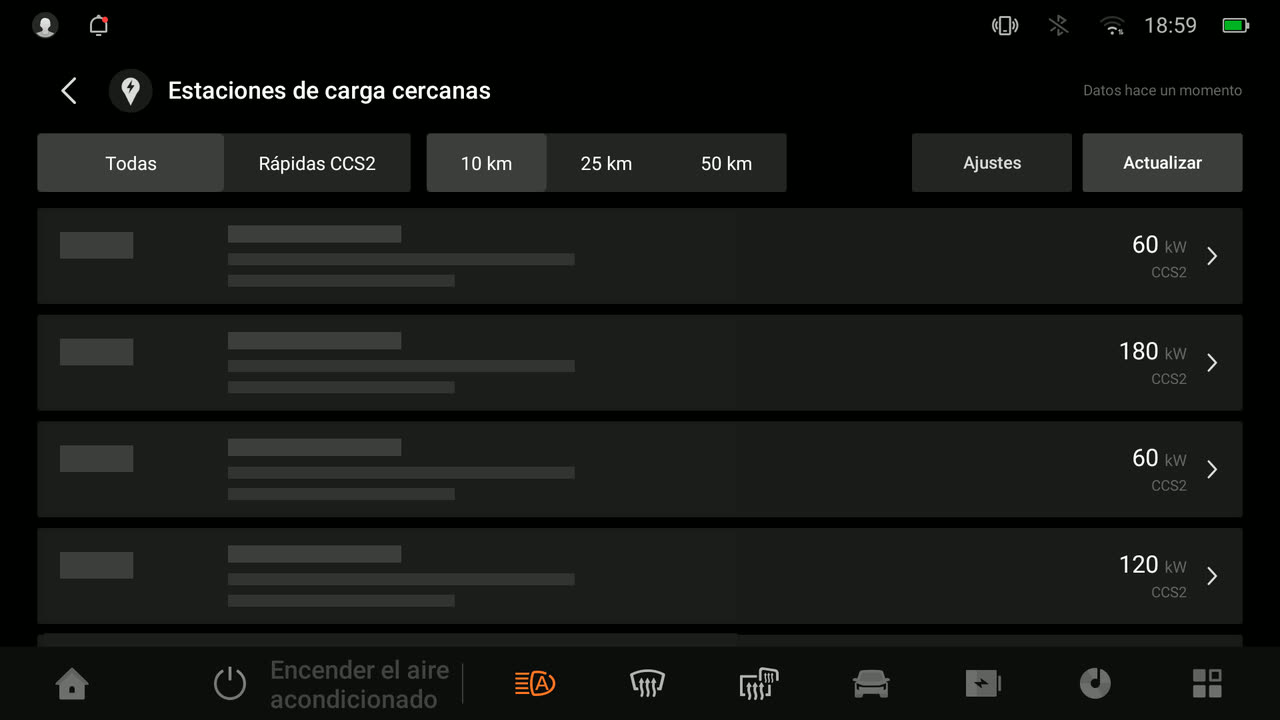 18:59
Estaciones de carga cercanas
Datos hace un momento
Todas
Rápidas CCS2
10 km
25 km
50 km
Ajustes
Actualizar
60 kW
CCS2
180 kW
CCS2
60 kW
CCS2
120 kW
CCS2
Encender el aire
acondicionado
A